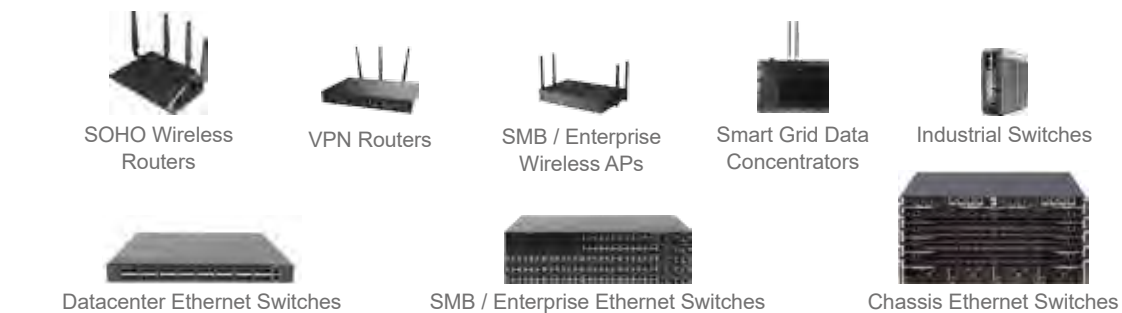 SOHO Wireless
Routers
VPN Routers
SMB / Enterprise
Wireless APs
Smart Grid Data
Concentrators
Industrial Switches
Datacenter Ethernet Switches
SMB / Enterprise Ethernet Switches
Chassis Ethernet Switches